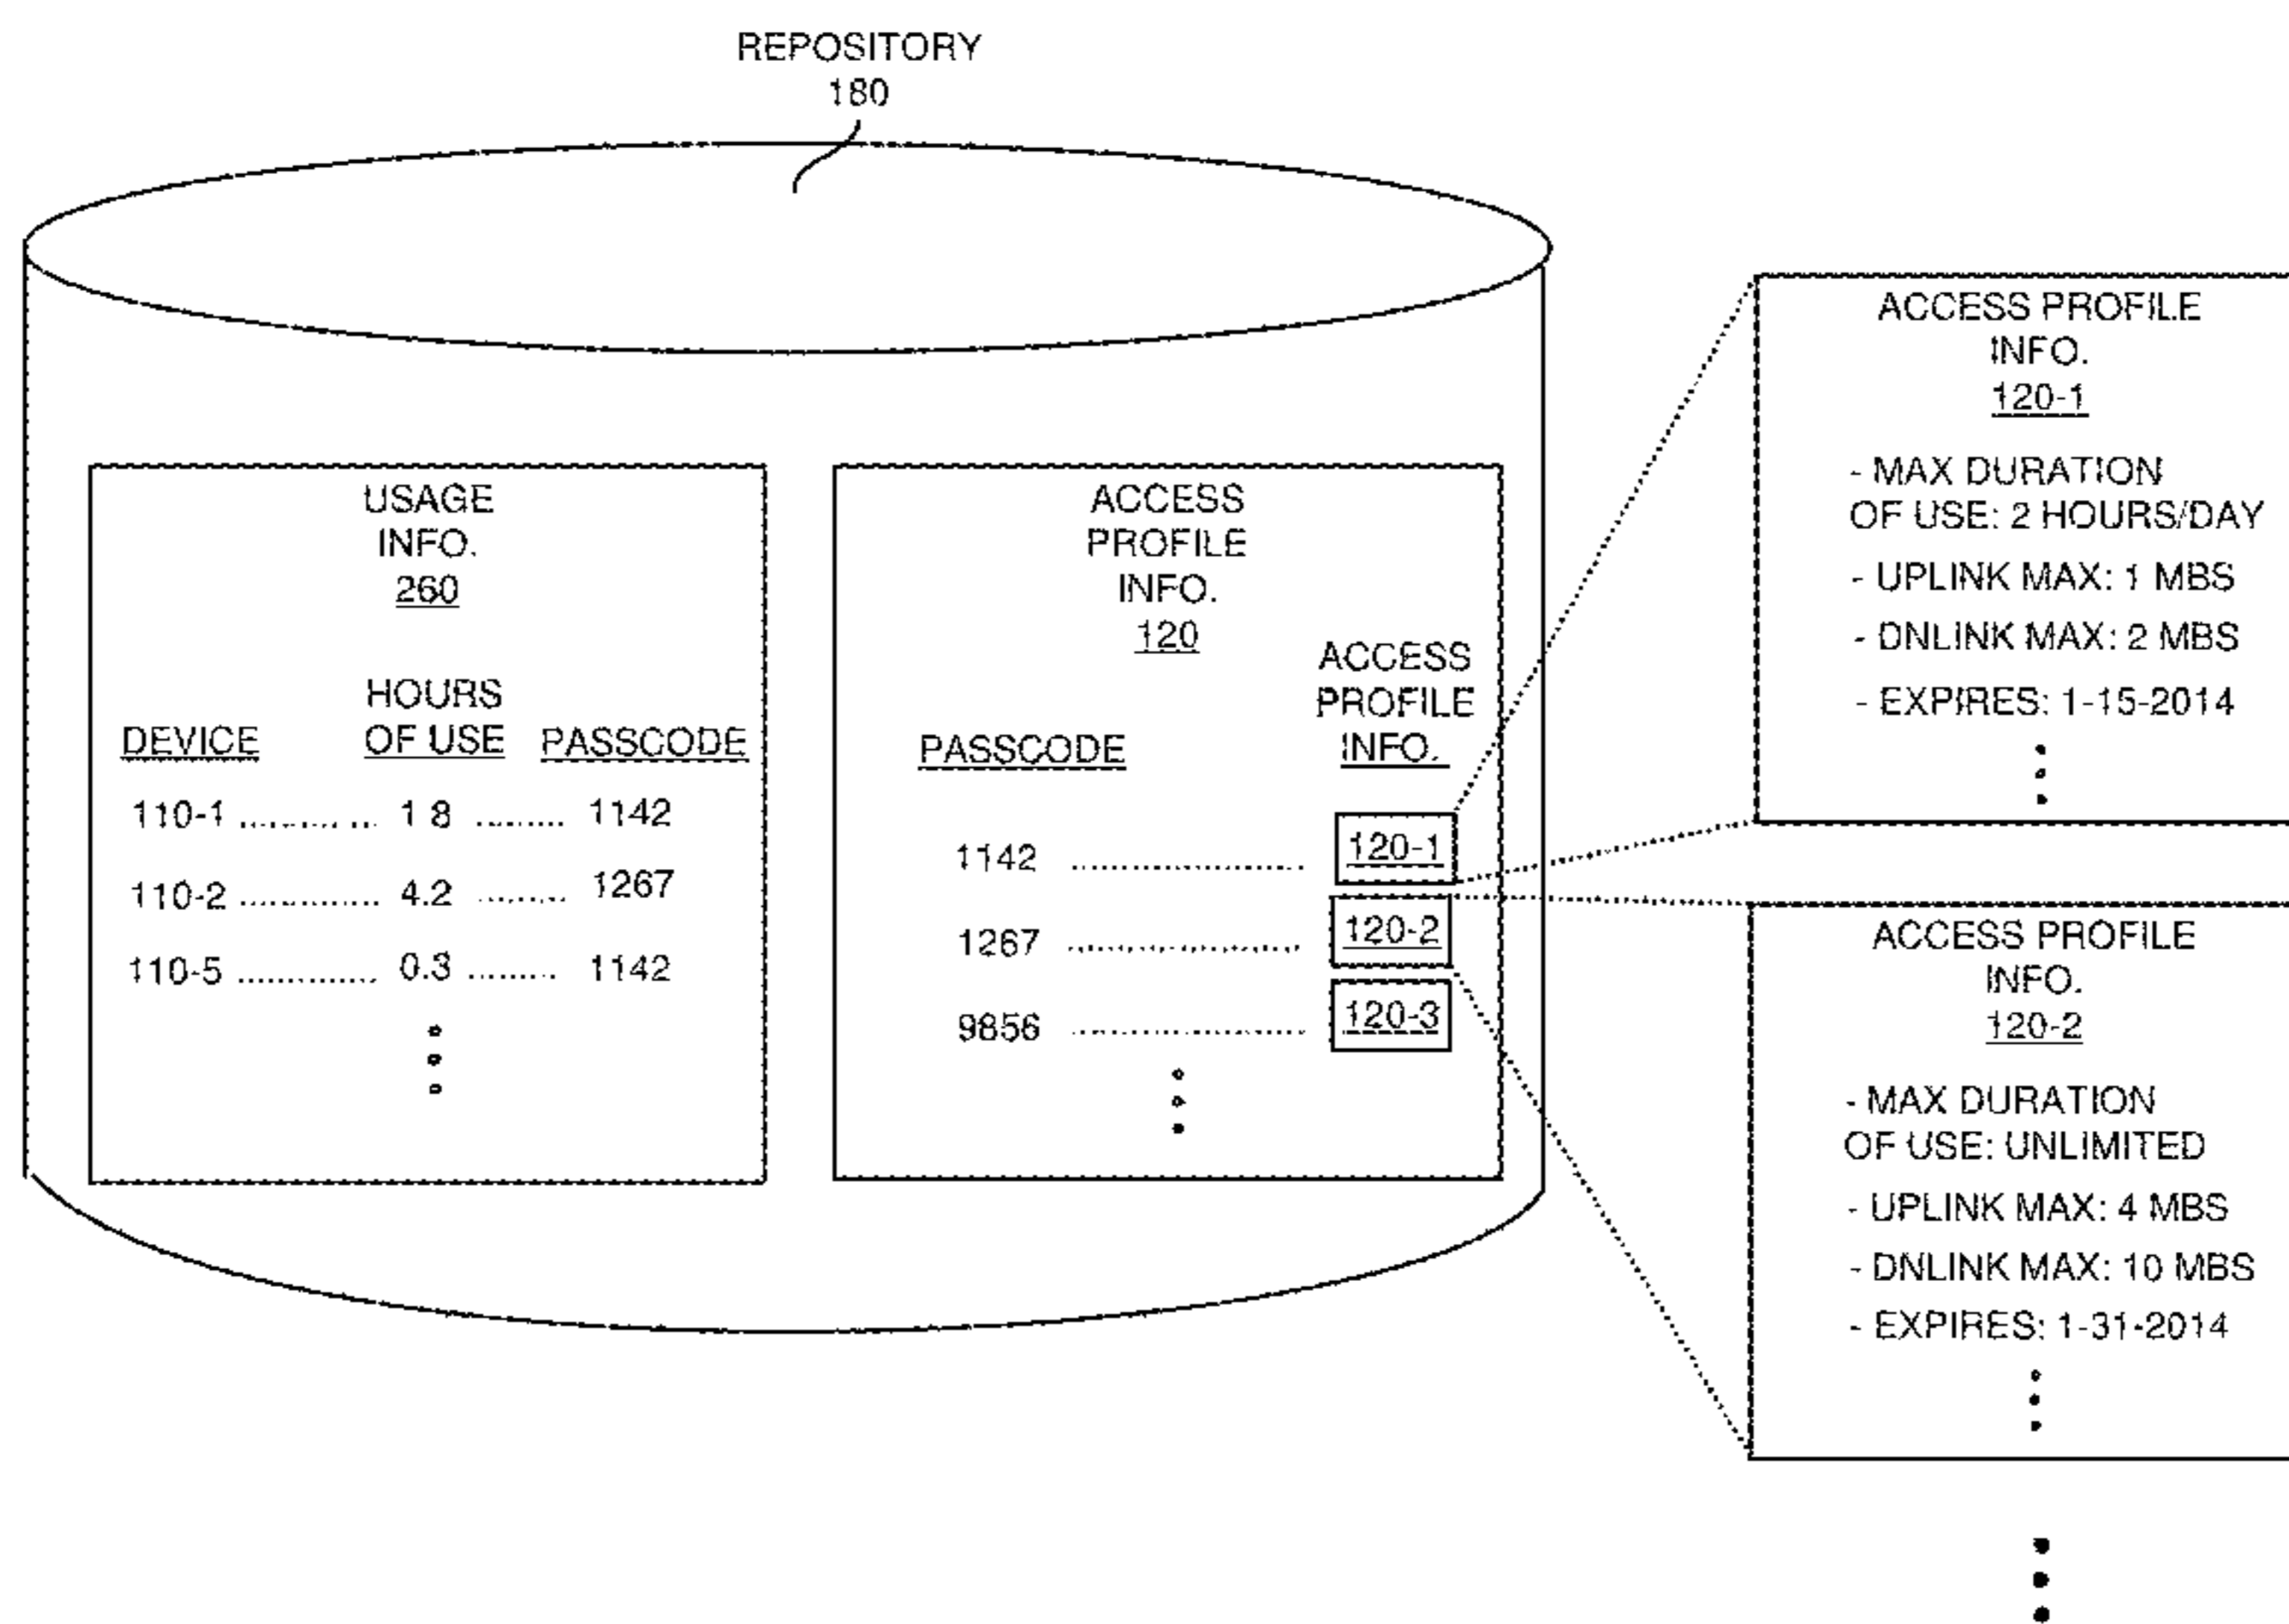 REPOSITORY
180
USAGE
INFO.
260
DEVICE HOURS OF USE PASSCODE
110-1 ............ 1 8 ........ 1142
110-2 ............ 4.2 ........ 1267
110-5 ............ 0.3 ........ 1142
ACCESS
PROFILE
INFO.
120
PASSCODE ACCESS PROFILE INFO.
1142 .................... 120-1
1267 .................... 120-2
9856 .................... 120-3
ACCESS PROFILE
INFO.
120-1
- MAX DURATION
OF USE: 2 HOURS/DAY
- UPLINK MAX: 1 MBS
- DNLINK MAX: 2 MBS
- EXPIRES: 1-15-2014
ACCESS PROFILE
INFO.
120-2
- MAX DURATION
OF USE: UNLIMITED
- UPLINK MAX: 4 MBS
- DNLINK MAX: 10 MBS
- EXPIRES: 1-31-2014